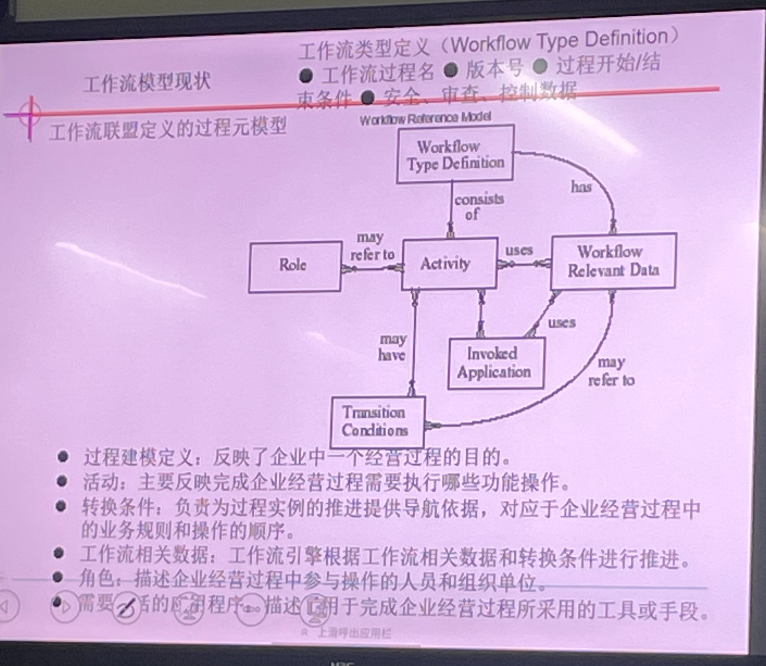 工作流模型现状
工作流类型定义（Workflow Type Definition）
● 工作流过程名 ● 版本号 ● 过程开始/结
束条件 ● 安全、审查、控制数据
工作流联盟定义的过程元模型
Workflow Reference Model
Workflow
Type Definition
consists
of
has
Role
may
refer to
Activity
uses
Workflow
Relevant Data
may
have
Invoked
Application
uses
may
refer to
Transition
Conditions
● 过程建模定义：反映了企业中一个经营过程的目的。
● 活动：主要反映完成企业经营过程需要执行哪些功能操作。
● 转换条件：负责为过程实例的推进提供导航依据，对应于企业经营过程中
的业务规则和操作的顺序。
● 工作流相关数据：工作流引擎根据工作流相关数据和转换条件进行推进。
● 角色：描述企业经营过程中参与操作的人员和组织单位。
● 需要 活的应用程序：描述 用于完成企业经营过程所采用的工具或手段。
上滑呼出应用栏